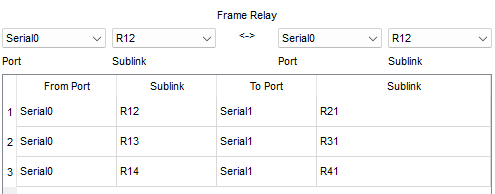 Frame Relay
Serial0 R12 <-> Serial0 R12
Port Sublink Port Sublink
From Port Sublink To Port Sublink
1 Serial0 R12 Serial1 R21
2 Serial0 R13 Serial1 R31
3 Serial0 R14 Serial1 R41